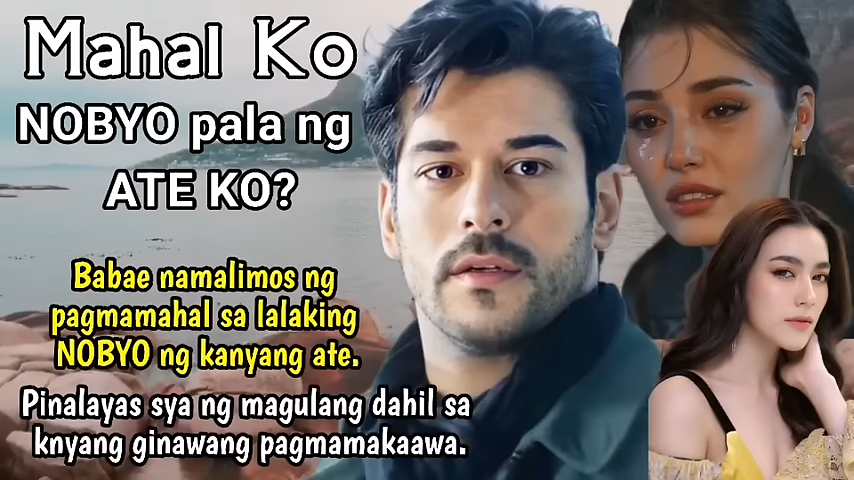 Mahal Ko
NOBYO pala ng
ATE KO?
Babae namalimos ng
pagmamahal sa lalaking
NOBYO ng kanyang ate.
Pinalayas sya ng magulang dahil sa
knyang ginawang pagmamakaawa.